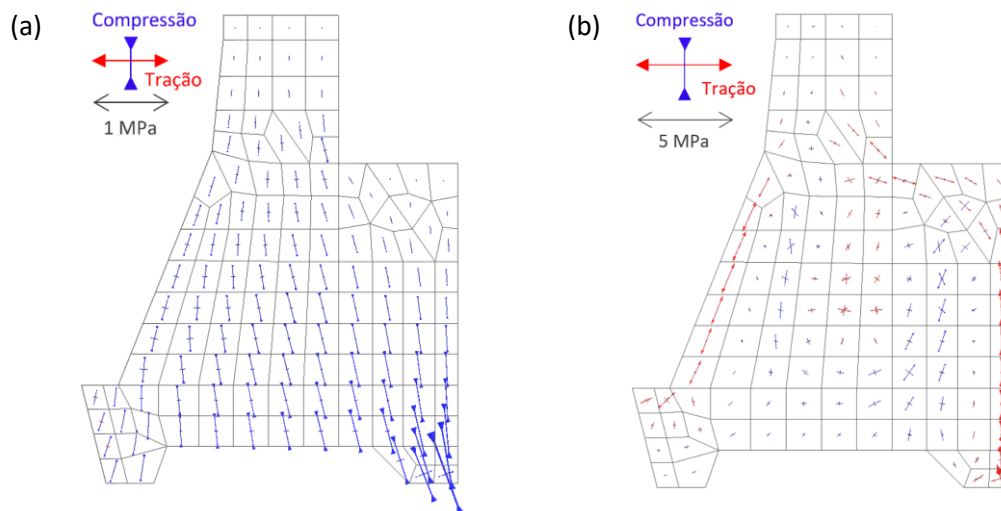 (a)
Compressão
Tração
1 MPa
(b)
Compressão
Tração
5 MPa